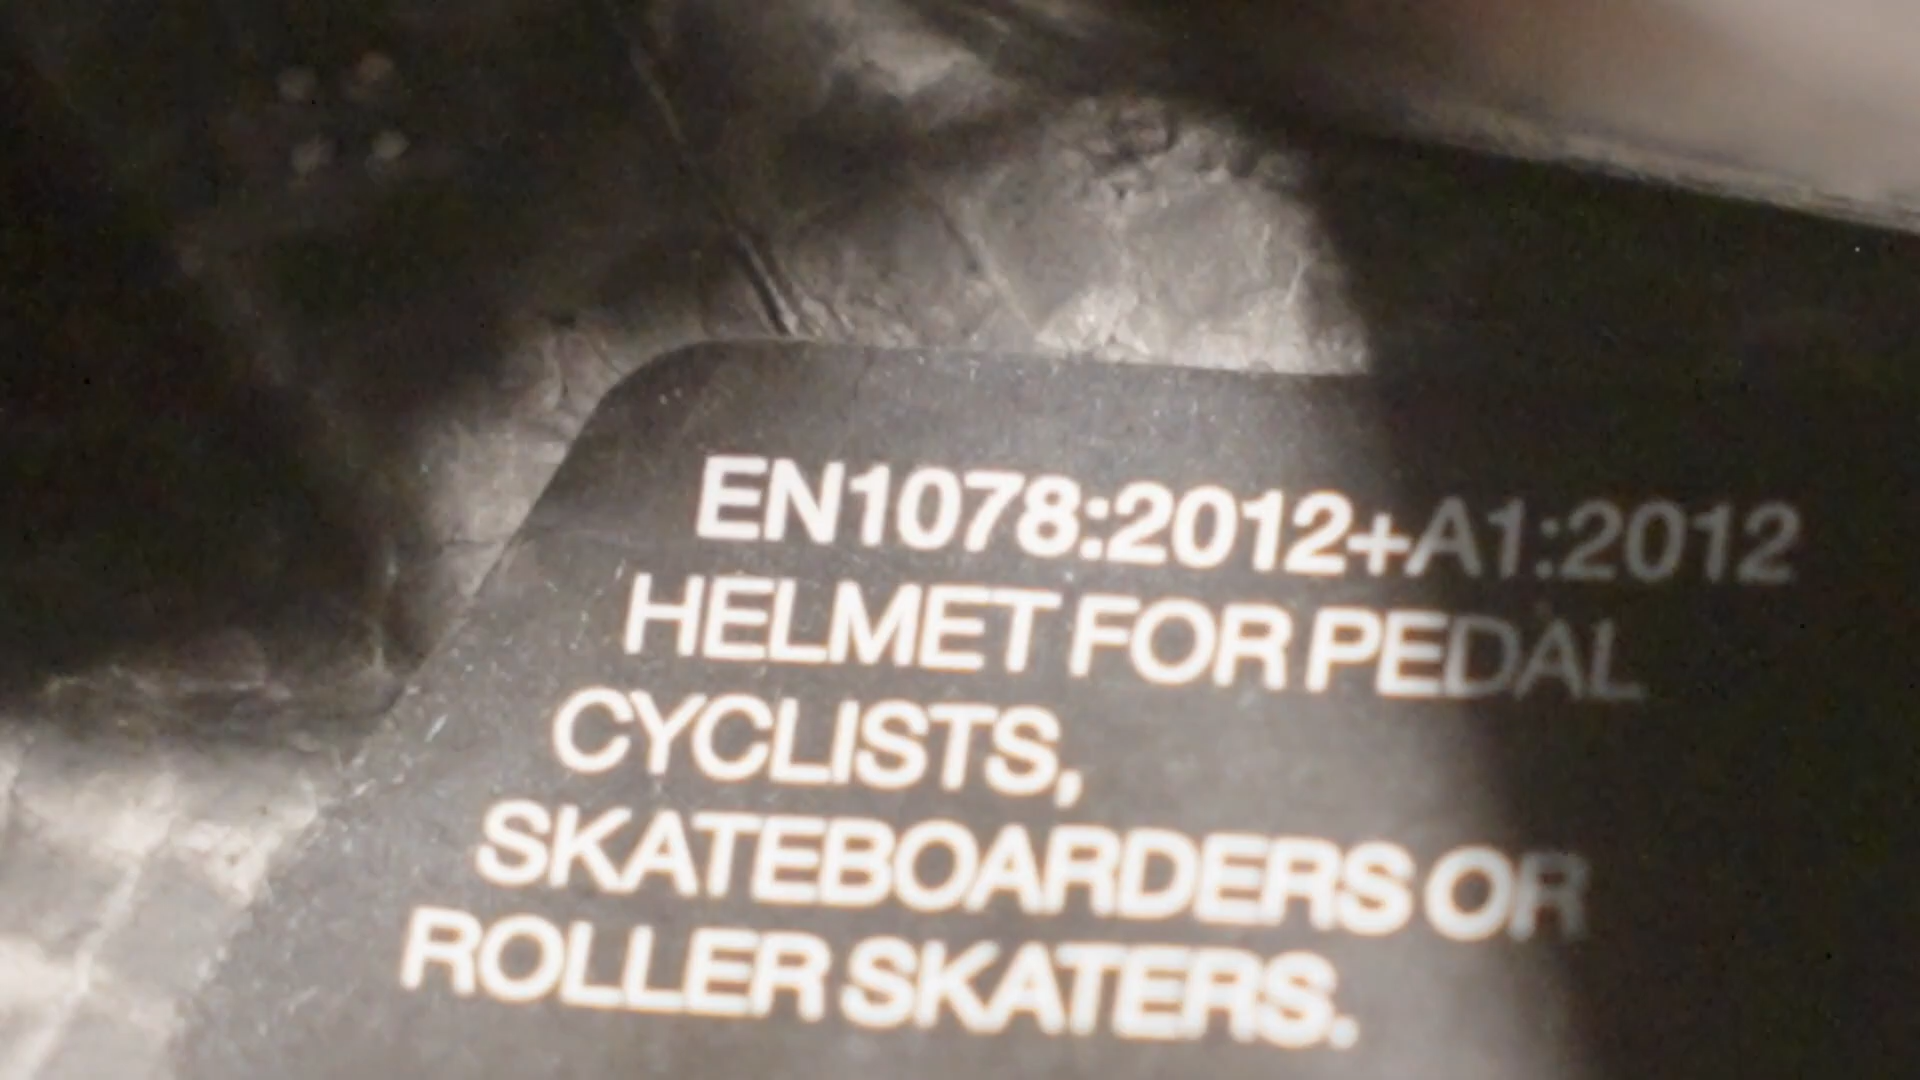 EN1078:2012+A1:2012
HELMET FOR PEDAL
CYCLISTS,
SKATEBOARDERS OR
ROLLER SKATERS.